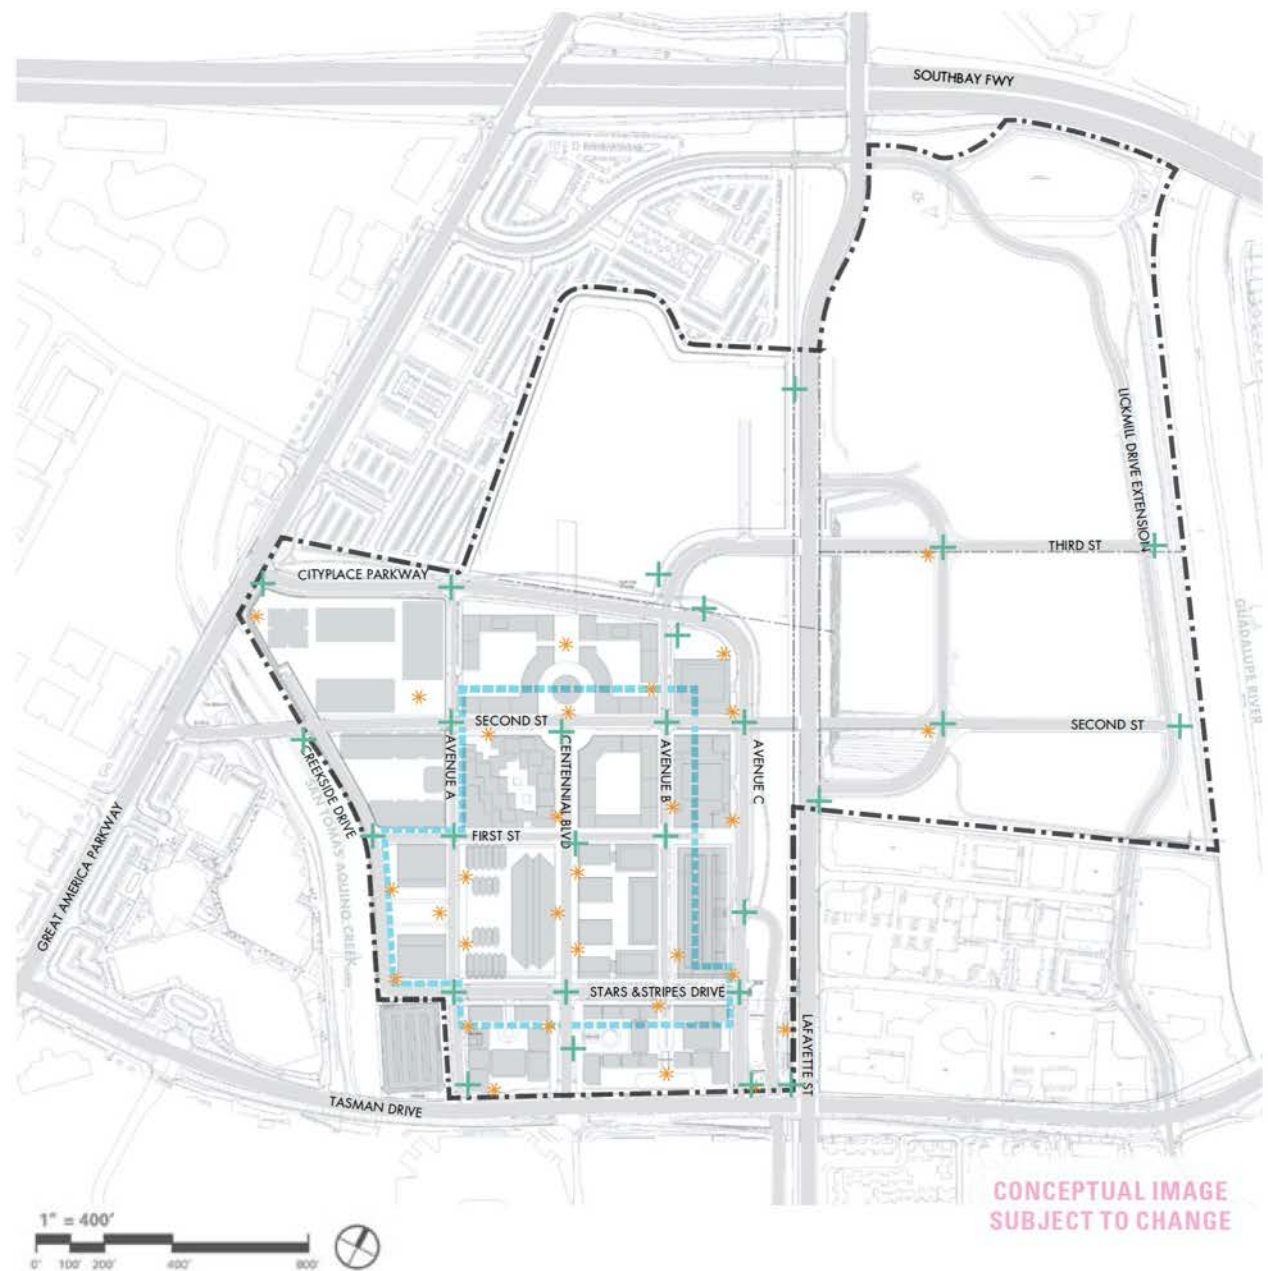 SOUTHBAY FWY
LICKMILL DRIVE EXTENSION
THIRD ST
CITYPLACE PARKWAY
GUADALUPE RIVER
SECOND ST
SECOND ST
CREEKSIDE DRIVE
AVENUE A
CENTENNIAL BLVD
AVENUE B
AVENUE C
SAN TOMAS AQUINO CREEK
FIRST ST
GREAT AMERICA PARKWAY
STARS &STRIPES DRIVE
LAFAYETTE ST
TASMAN DRIVE
CONCEPTUAL IMAGE
SUBJECT TO CHANGE
1" = 400'
0' 100' 200' 400' 800'